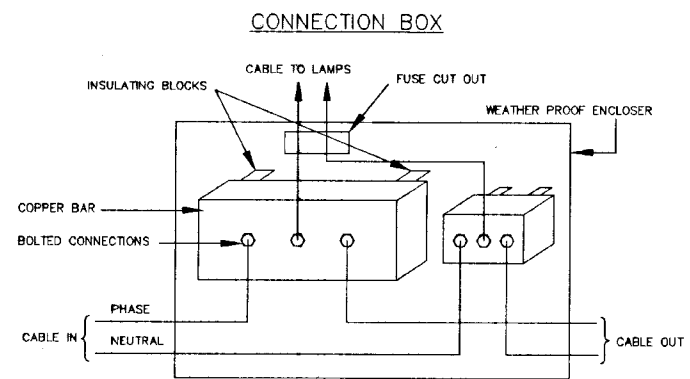 CONNECTION BOX
CABLE TO LAMPS
INSULATING BLOCKS
FUSE CUT OUT
WEATHER PROOF ENCLOSER
COPPER BAR
BOLTED CONNECTIONS
PHASE
CABLE IN
NEUTRAL
CABLE OUT